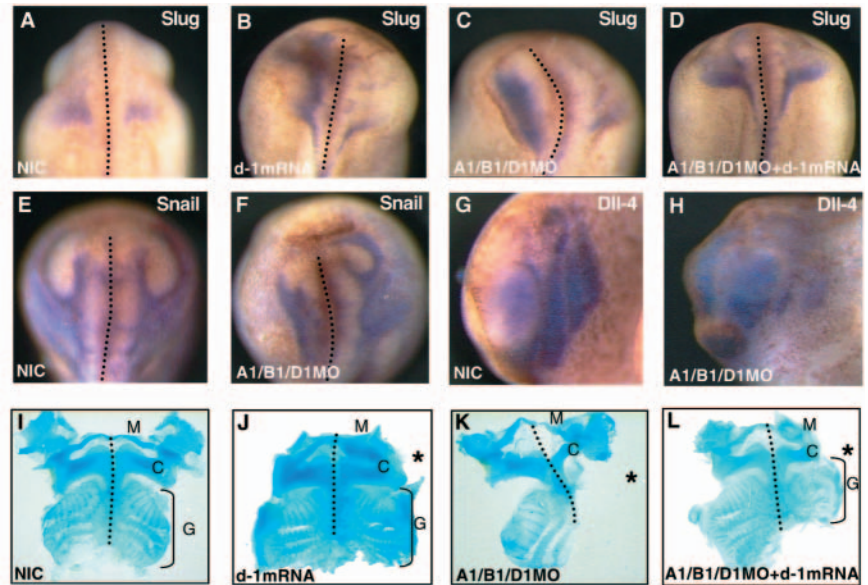 A Slug
NIC
B Slug
d-1mRNA
C Slug
A1/B1/D1MO
D Slug
A1/B1/D1MO+d-1mRNA
E Snail
NIC
F Snail
A1/B1/D1MO
G Dll-4
NIC
H Dll-4
A1/B1/D1MO
I M
C
G
NIC
J
C *
G
d-1mRNA
K M
C
*
A1/B1/D1MO
L M
C *
G
A1/B1/D1MO+d-1mRNA